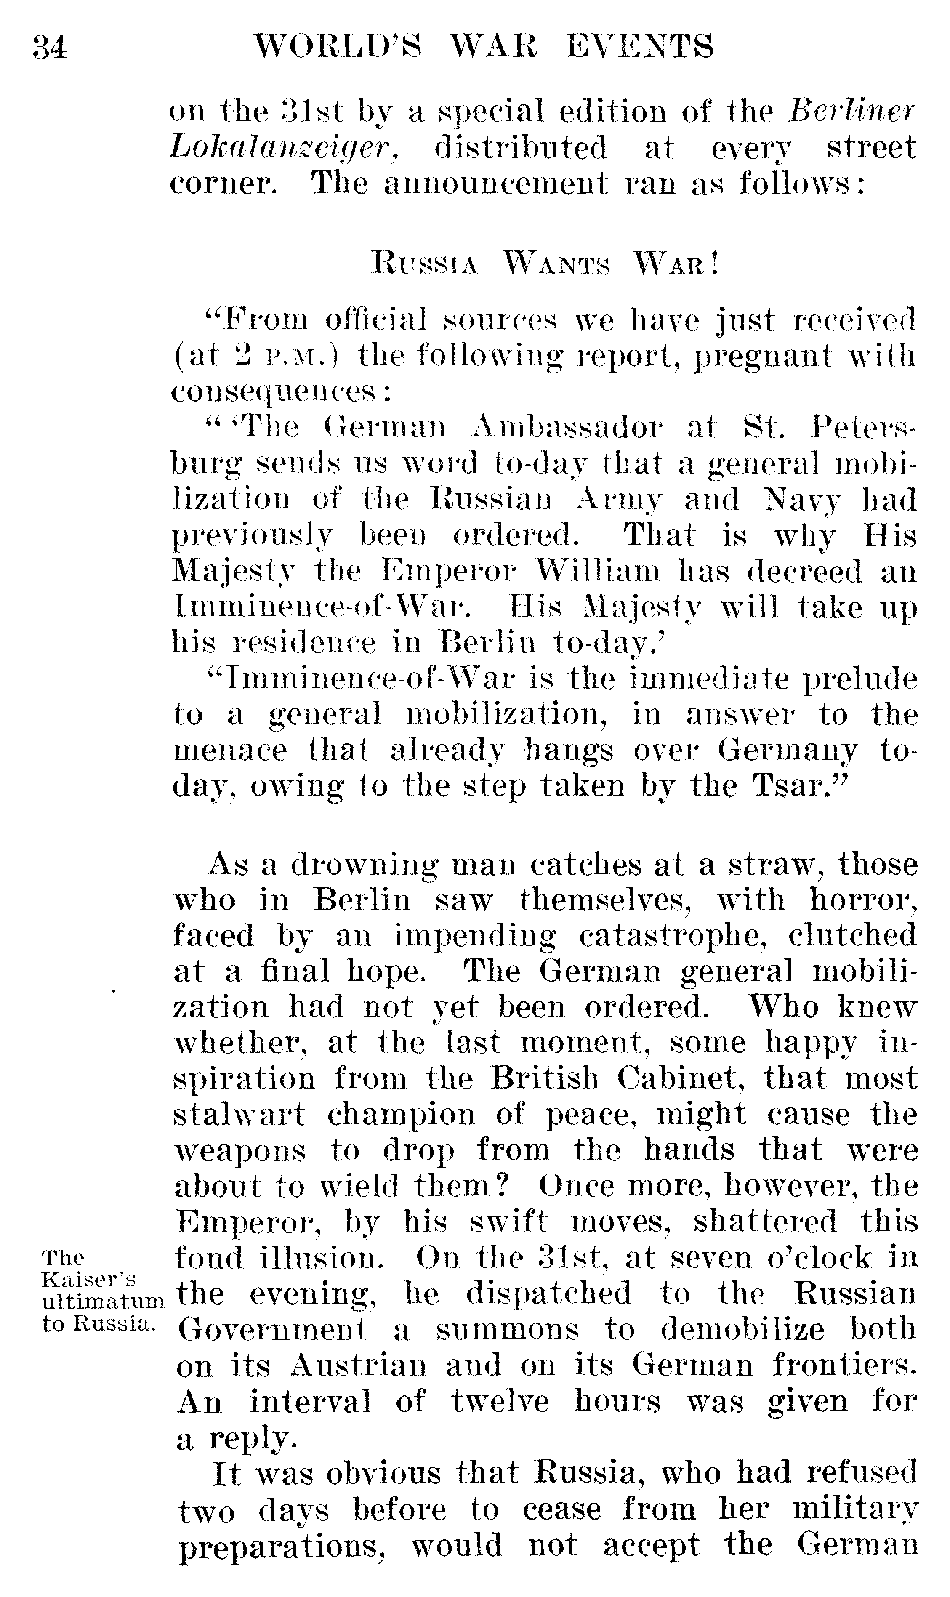 34 WORLD'S WAR EVENTS
on the 31st by a special edition of the Berliner
Lokalanzeiger, distributed at every street
corner. The announcement ran as follows:
RUSSIA WANTS WAR!
"From official sources we have just received
(at 2 P.M.) the following report, pregnant with
consequences:
"'The German Ambassador at St. Peters-
burg sends us word to-day that a general mobi-
lization of the Russian Army and Navy had
previously been ordered. That is why His
Majesty the Emperor William has decreed an
Imminence-of-War. His Majesty will take up
his residence in Berlin to-day.'
"Imminence-of-War is the immediate prelude
to a general mobilization, in answer to the
menace that already hangs over Germany to-
day, owing to the step taken by the Tsar."
As a drowning man catches at a straw, those
who in Berlin saw themselves, with horror,
faced by an impending catastrophe, clutched
at a final hope. The German general mobili-
zation had not yet been ordered. Who knew
whether, at the last moment, some happy in-
spiration from the British Cabinet, that most
stalwart champion of peace, might cause the
weapons to drop from the hands that were
about to wield them? Once more, however, the
Emperor, by his swift moves, shattered this
fond illusion. On the 31st, at seven o'clock in
the evening, he dispatched to the Russian
Government a summons to demobilize both
on its Austrian and on its German frontiers.
An interval of twelve hours was given for
a reply.
It was obvious that Russia, who had refused
two days before to cease from her military
preparations, would not accept the German
The
Kaiser's
ultimatum
to Russia.